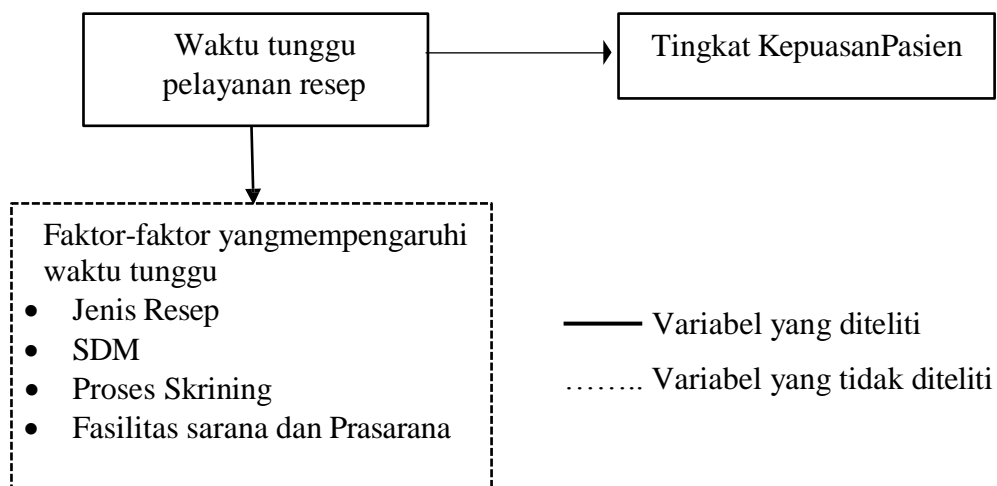 Waktu tunggu
pelayanan resep
Tingkat KepuasanPasien
Faktor-faktor yangmempengaruhi
waktu tunggu
• Jenis Resep
• SDM
• Proses Skrining
• Fasilitas sarana dan Prasarana
Variabel yang diteliti
…….. Variabel yang tidak diteliti